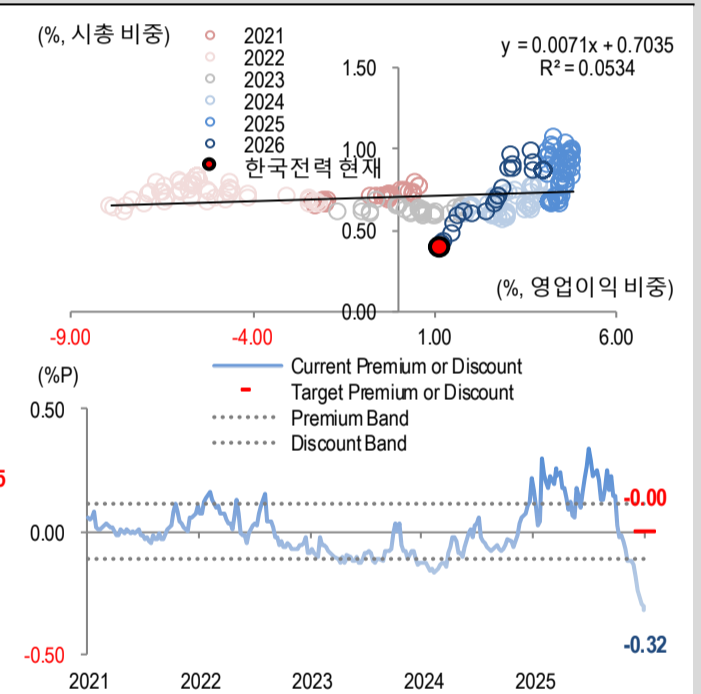 (%, 시총 비중)
2021
2022
2023
2024
2025
2026
한국전력 현재
y = 0.0071x + 0.7035
R² = 0.0534
1.50
1.00
0.50
0.00
(%, 영업이익 비중)
-9.00
-4.00
1.00
6.00
(%P)
Current Premium or Discount
Target Premium or Discount
Premium Band
Discount Band
0.50
5
-0.00
0.00
-0.32
-0.50
2021
2022
2023
2024
2025